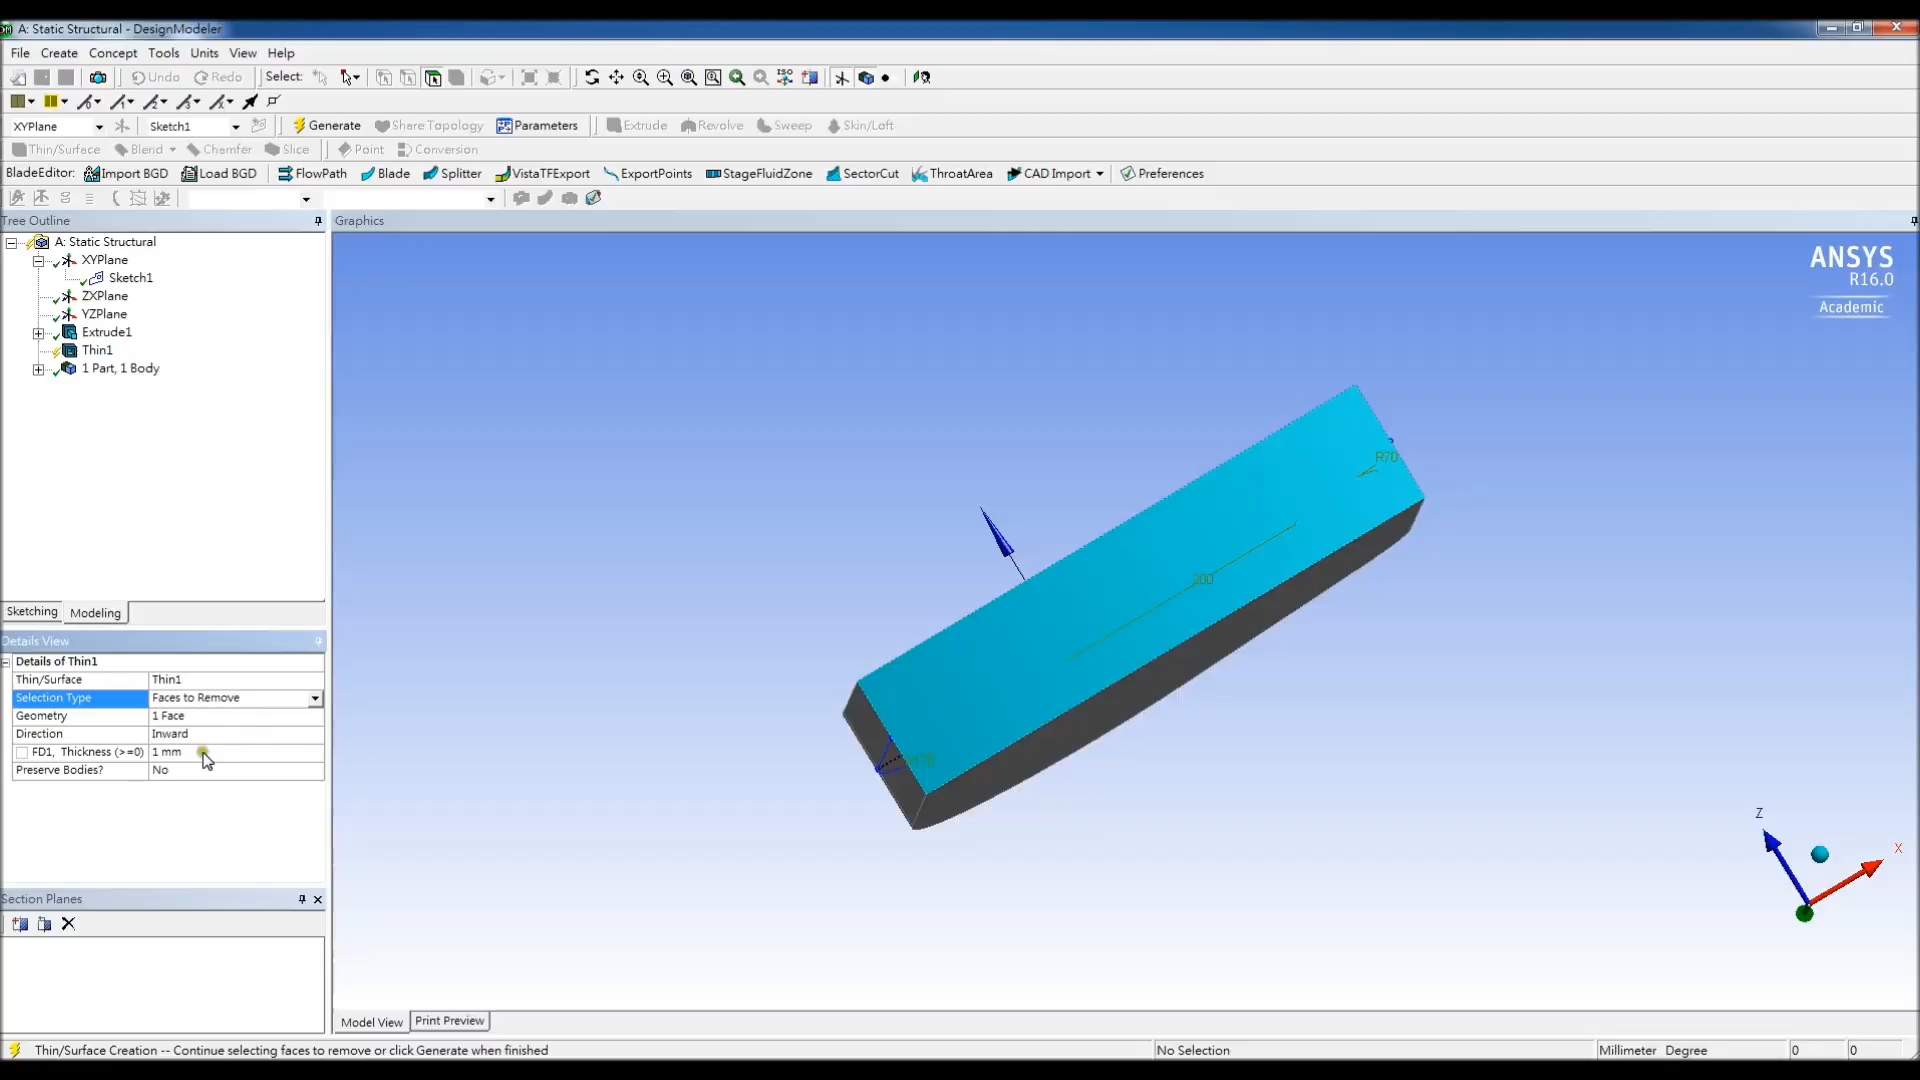 A: Static Structural - DesignModeler
File Create Concept Tools Units View Help
Undo Redo Select: ISO
XYPlane Sketch1 Generate Share Topology Parameters Extrude Revolve Sweep Skin/Loft
Thin/Surface Blend Chamfer Slice Point Conversion
BladeEditor: Import BGD Load BGD FlowPath Blade Splitter VistaTFExport ExportPoints StageFluidZone SectorCut ThroatArea CAD Import Preferences
Tree Outline
A: Static Structural
XYPlane
Sketch1
ZXPlane
YZPlane
Extrude1
Thin1
1 Part, 1 Body
Sketching Modeling
Details View
Details of Thin1
Thin/Surface Thin1
Selection Type Faces to Remove
Geometry 1 Face
Direction Inward
FD1, Thickness (>=0) 1 mm
Preserve Bodies? No
Section Planes
Graphics
ANSYS
R16.0
Academic
R70
200
Z
X
Model View Print Preview
Thin/Surface Creation -- Continue selecting faces to remove or click Generate when finished No Selection Millimeter Degree 0 0